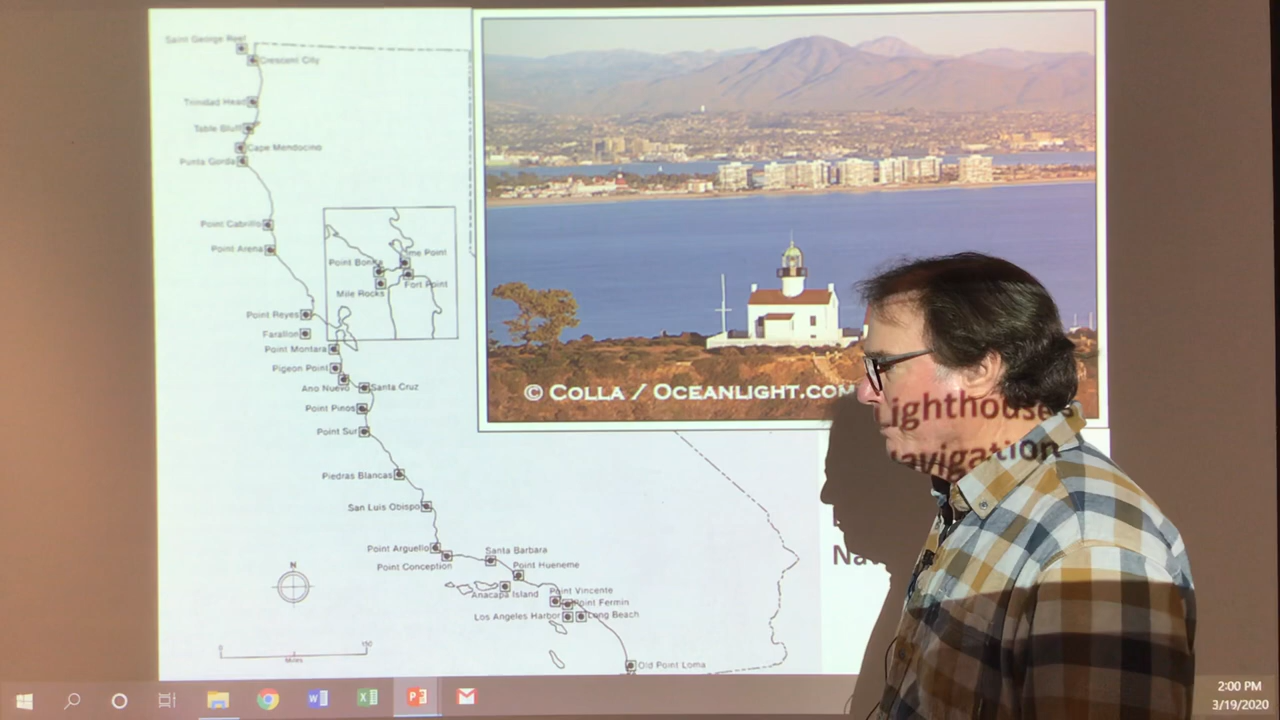 Saint George Reef
Crescent City
Trinidad Head
Table Bluff
Cape Mendocino
Punta Gorda
Point Cabrillo
Point Arena
Point Bonita
ime Point
Mile Rocks
Fort Point
Point Reyes
Farallon
Point Montara
Pigeon Point
Ano Nuevo
Santa Cruz
Point Pinos
Point Sur
Piedras Blancas
San Luis Obispo
Point Arguello
Point Conception
Santa Barbara
Point Hueneme
Anacapa Island
Point Vincente
Point Fermin
Los Angeles Harbor
Long Beach
Old Point Loma
N
0
150
Miles
© COLLA / OCEANLIGHT.COM
Lighthouses
Navigation
Na
2:00 PM
3/19/2020